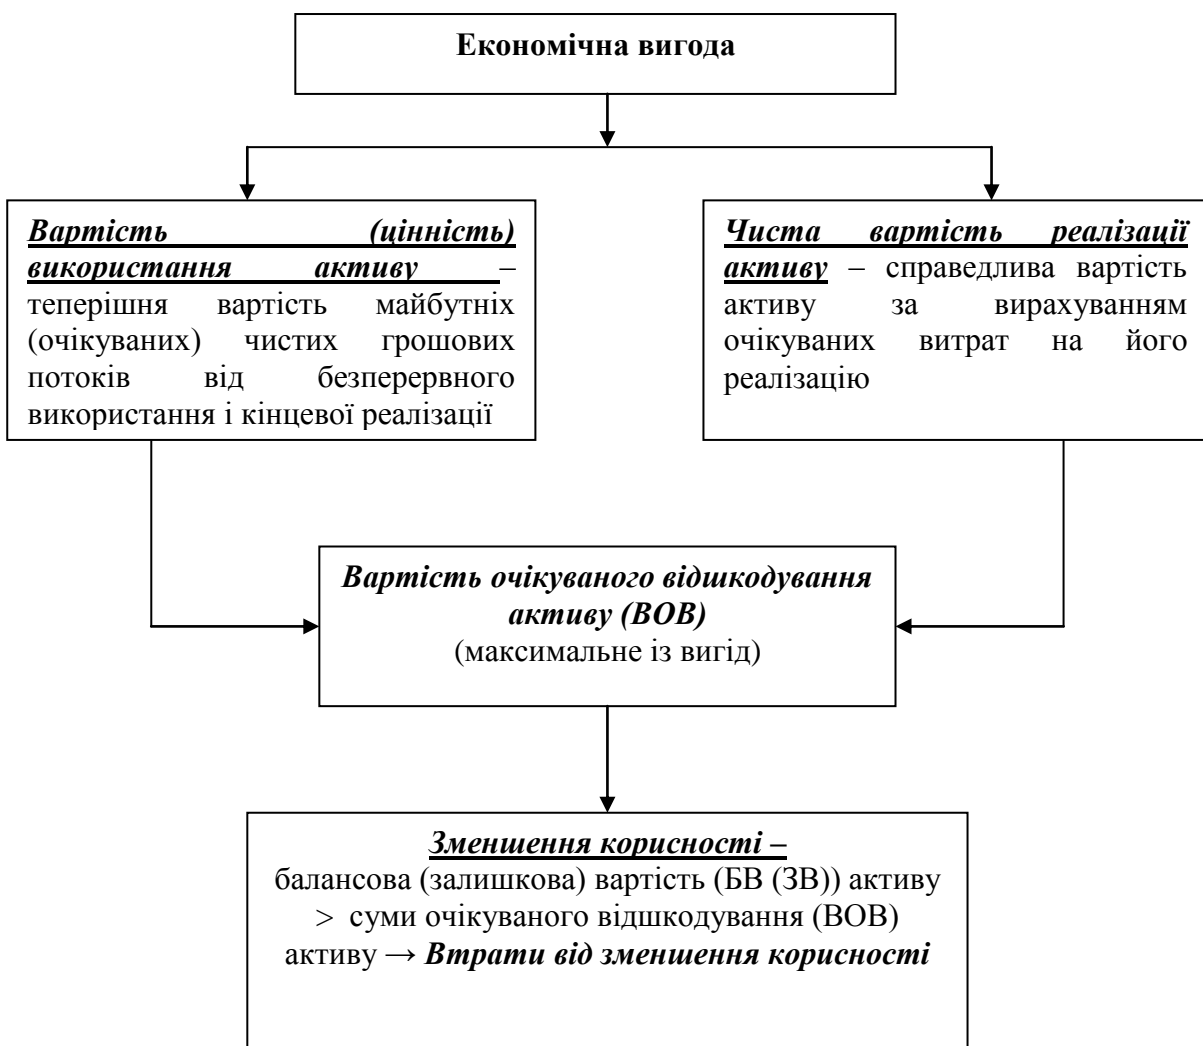 Економічна вигода
Вартість (цінність)
використання активу –
теперішня вартість майбутніх
(очікуваних) чистих грошових
потоків від безперервного
використання і кінцевої реалізації
Чиста вартість реалізації
активу – справедлива вартість
активу за вирахуванням
очікуваних витрат на його
реалізацію
Вартість очікуваного відшкодування
активу (ВОВ)
(максимальне із вигід)
Зменшення корисності –
балансова (залишкова) вартість (БВ (ЗВ)) активу
> суми очікуваного відшкодування (ВОВ)
активу → Втрати від зменшення корисності